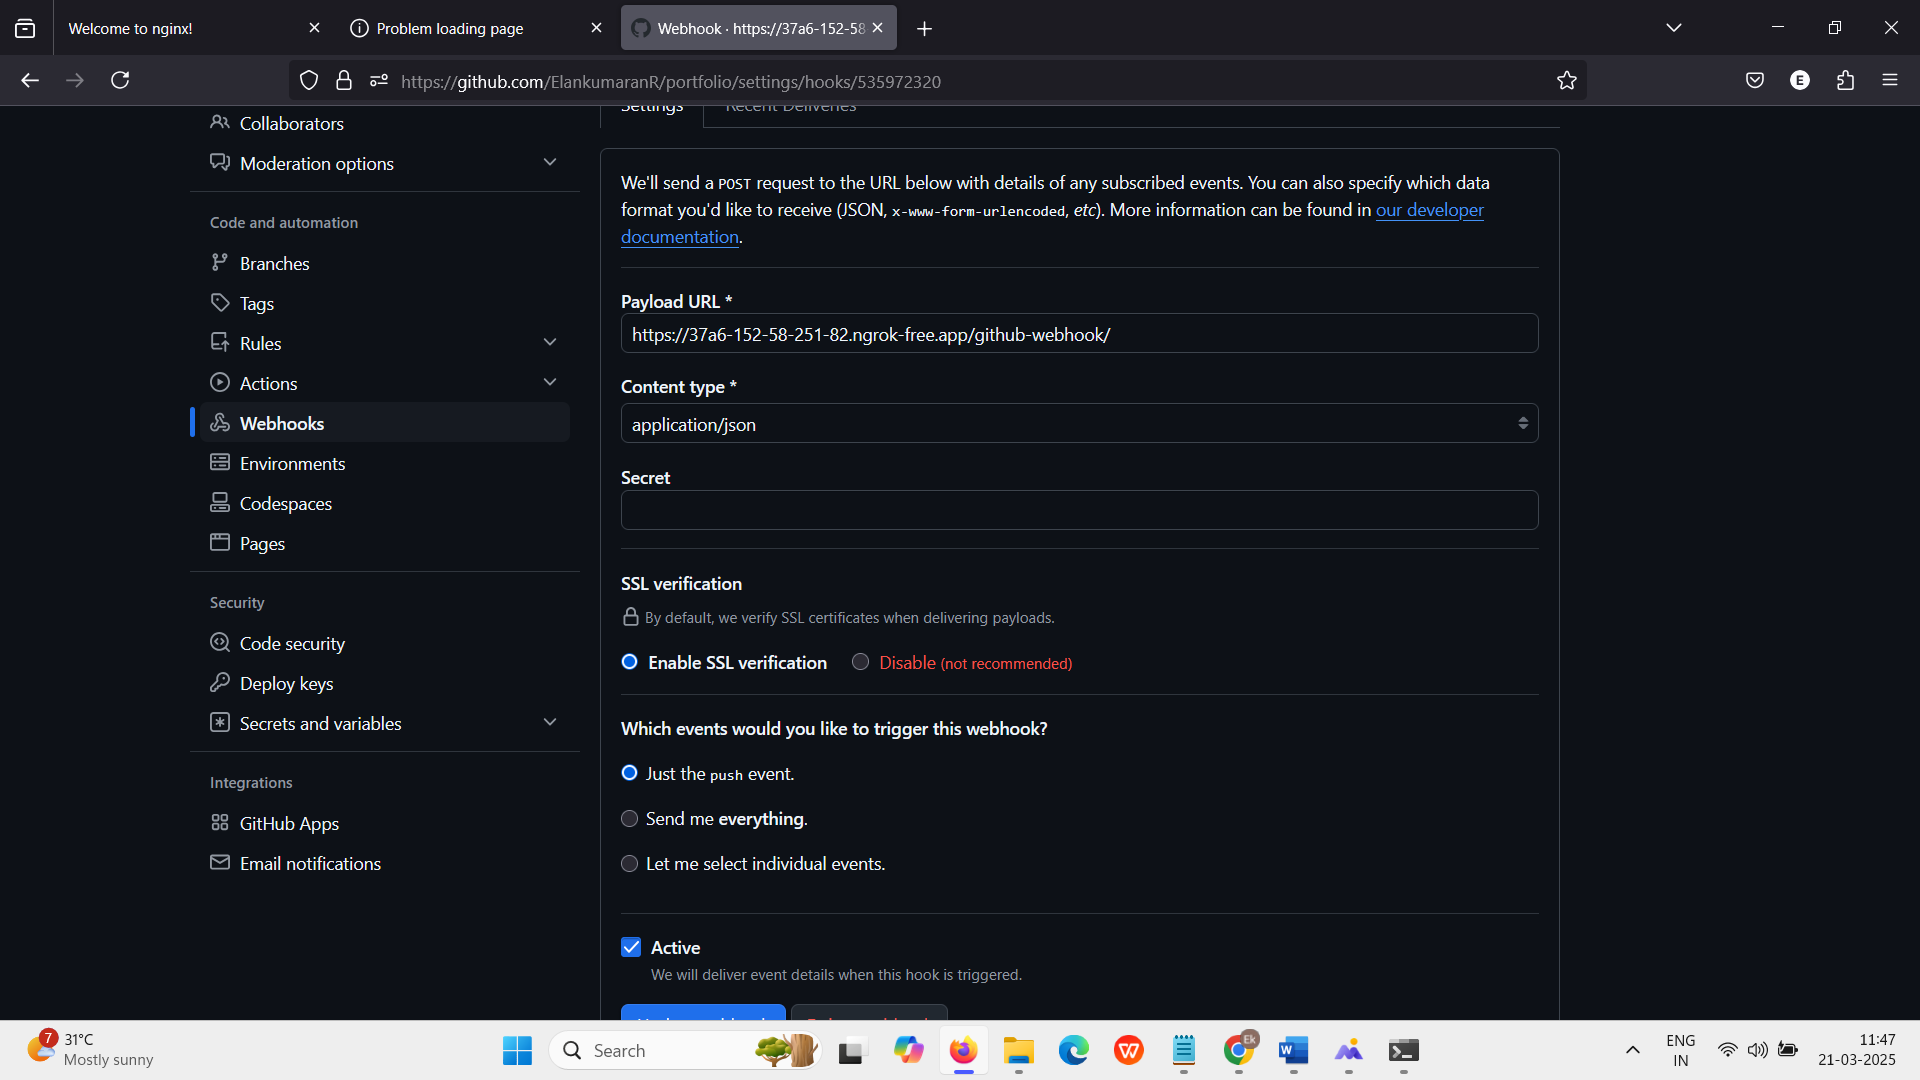 Welcome to nginx!
Problem loading page
Webhook · https://37a6-152-58
https://github.com/ElankumaranR/portfolio/settings/hooks/535972320
E
Settings
Recent Deliveries
Collaborators
Moderation options
Code and automation
Branches
Tags
Rules
Actions
Webhooks
Environments
Codespaces
Pages
Security
Code security
Deploy keys
Secrets and variables
Integrations
GitHub Apps
Email notifications
We'll send a POST request to the URL below with details of any subscribed events. You can also specify which data
format you'd like to receive (JSON, x-www-form-urlencoded, etc). More information can be found in our developer
documentation.
Payload URL *
https://37a6-152-58-251-82.ngrok-free.app/github-webhook/
Content type *
application/json
Secret
SSL verification
By default, we verify SSL certificates when delivering payloads.
Enable SSL verification
Disable (not recommended)
Which events would you like to trigger this webhook?
Just the push event.
Send me everything.
Let me select individual events.
Active
We will deliver event details when this hook is triggered.
7
31°C
Mostly sunny
Search
Ek
W
ENG
IN
11:47
21-03-2025